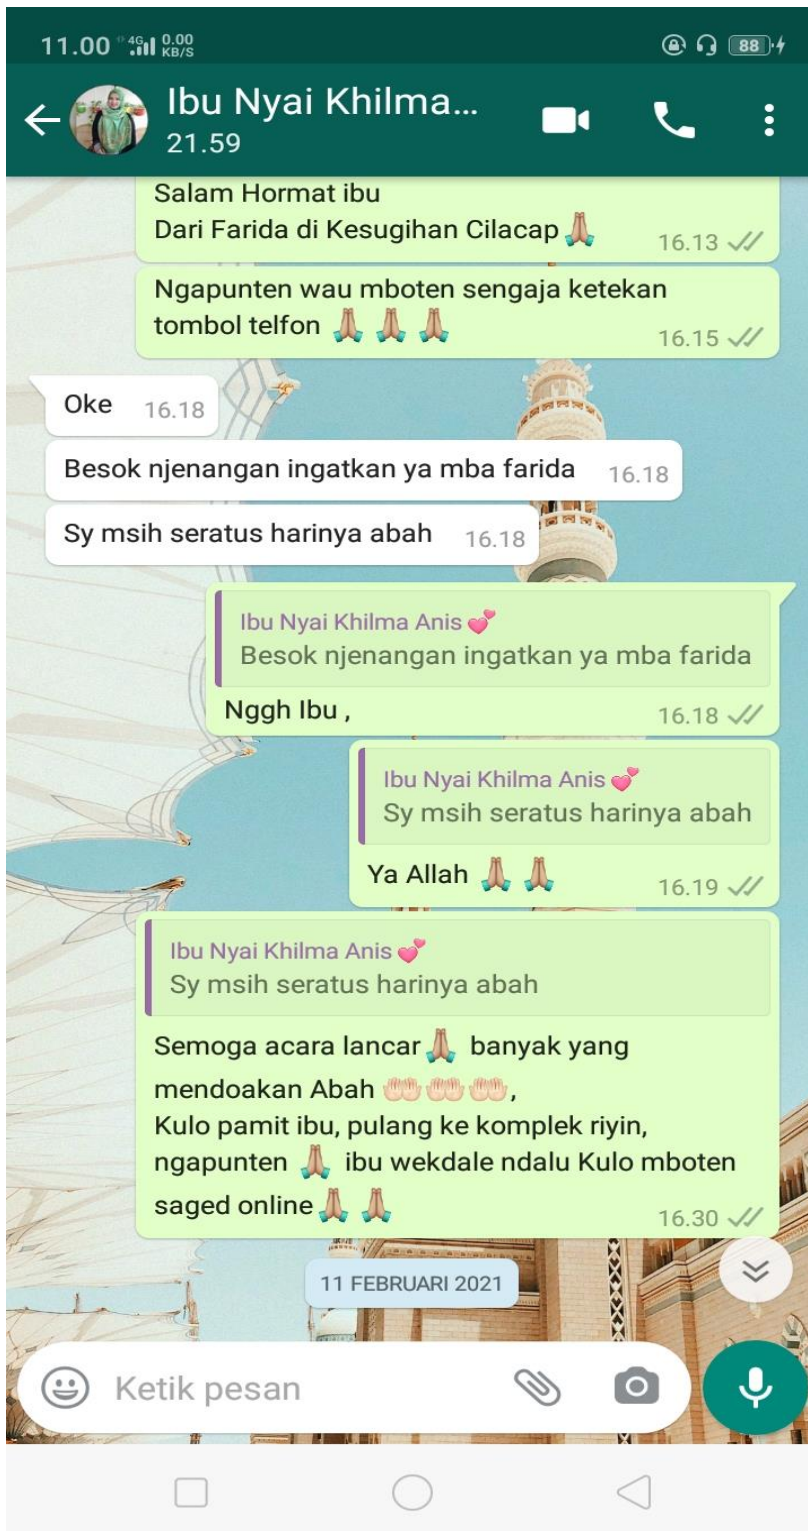 11.00 4G 0.00 KB/S 88
Ibu Nyai Khilma...
21.59
Salam Hormat ibu
Dari Farida di Kesugihan Cilacap🙏🏽 16.13
Ngapunten wau mboten sengaja ketekan
tombol telfon 🙏🏽 🙏🏽 🙏🏽 16.15
Oke 16.18
Besok njenangan ingatkan ya mba farida 16.18
Sy msih seratus harinya abah 16.18
Ibu Nyai Khilma Anis 💕
Besok njenangan ingatkan ya mba farida
Nggh Ibu , 16.18
Ibu Nyai Khilma Anis 💕
Sy msih seratus harinya abah
Ya Allah 🙏🏽 🙏🏽 16.19
Ibu Nyai Khilma Anis 💕
Sy msih seratus harinya abah
Semoga acara lancar🙏🏽 banyak yang
mendoakan Abah 🤲🏻🤲🏻🤲🏻,
Kulo pamit ibu, pulang ke komplek riyin,
ngapunten 🙏🏽 ibu wekdale ndalu Kulo mboten
saged online🙏🏽 🙏🏽 16.30
11 FEBRUARI 2021
Ketik pesan